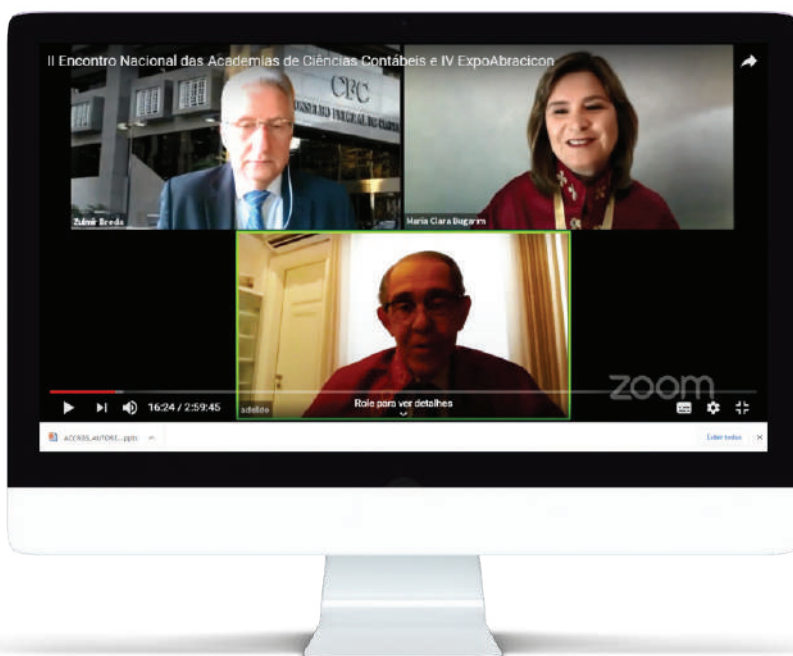 II Encontro Nacional das Academias de Ciências Contábeis e IV ExpoAbracicon
CFC
Zulmir Breda
Maria Clara Bugarim
zoom
16:24 / 2:59:45
adelido
Role para ver detalhes
Exibir todos